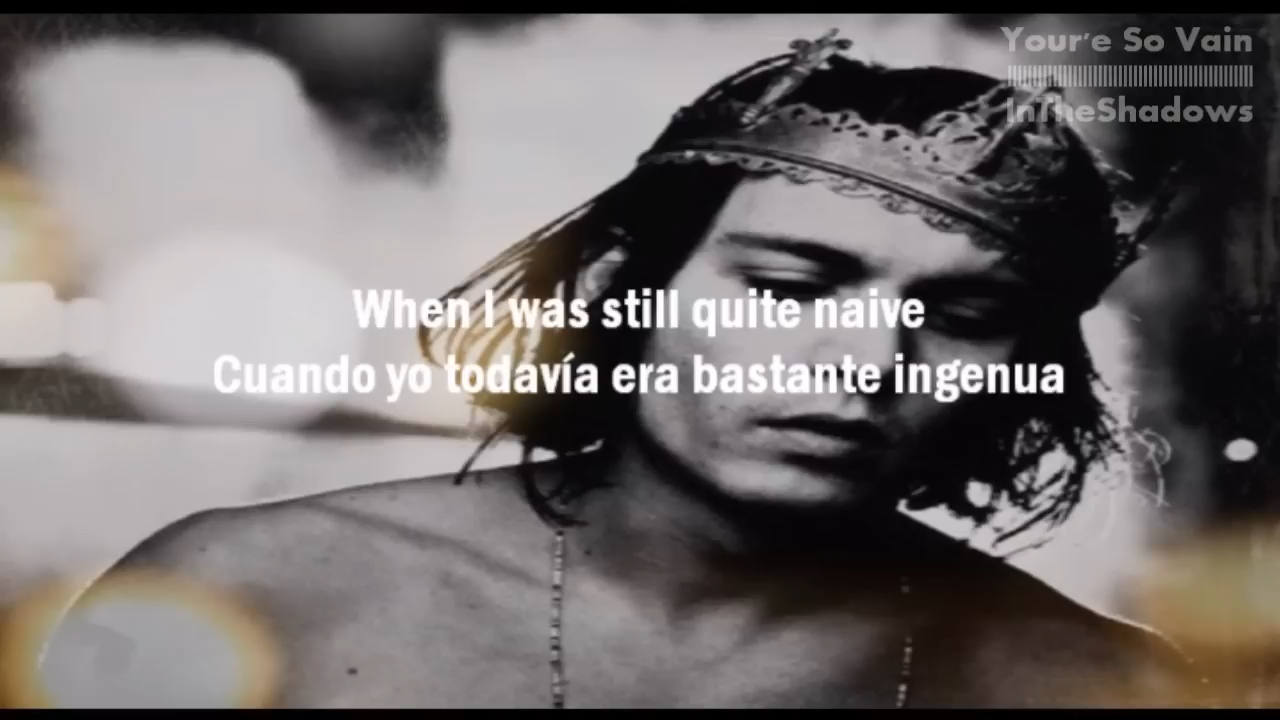 Your'e So Vain
InTheShadows
When I was still quite naive
Cuando yo todavía era bastante ingenua